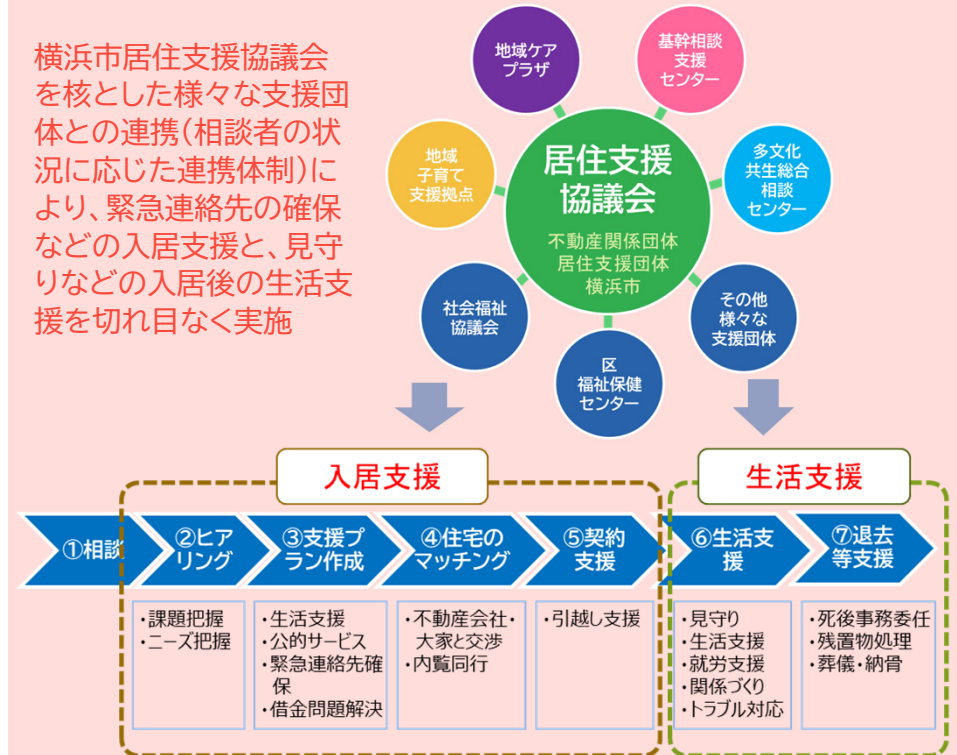 横浜市居住支援協議会
を核とした様々な支援団
体との連携(相談者の状
況に応じた連携体制)に
より、緊急連絡先の確保
などの入居支援と、見守
りなどの入居後の生活支
援を切れ目なく実施
地域ケア
プラザ
基幹相談
支援
センター
地域
子育て
支援拠点
居住支援
協議会
不動産関係団体
居住支援団体
横浜市
多文化
共生総合
相談
センター
社会福祉
協議会
区
福祉保健
センター
その他
様々な
支援団体
入居支援
生活支援
①相談
②ヒア
リング
③支援プ
ラン作成
④住宅の
マッチング
⑤契約
支援
⑥生活支
援
⑦退去
等支援
・課題把握
・ニーズ把握
・生活支援
・公的サービス
・緊急連絡先確
保
・借金問題解決
・不動産会社・
大家と交渉
・内覧同行
・引越し支援
・見守り
・生活支援
・就労支援
・関係づくり
・トラブル対応
・死後事務委任
・残置物処理
・葬儀・納骨